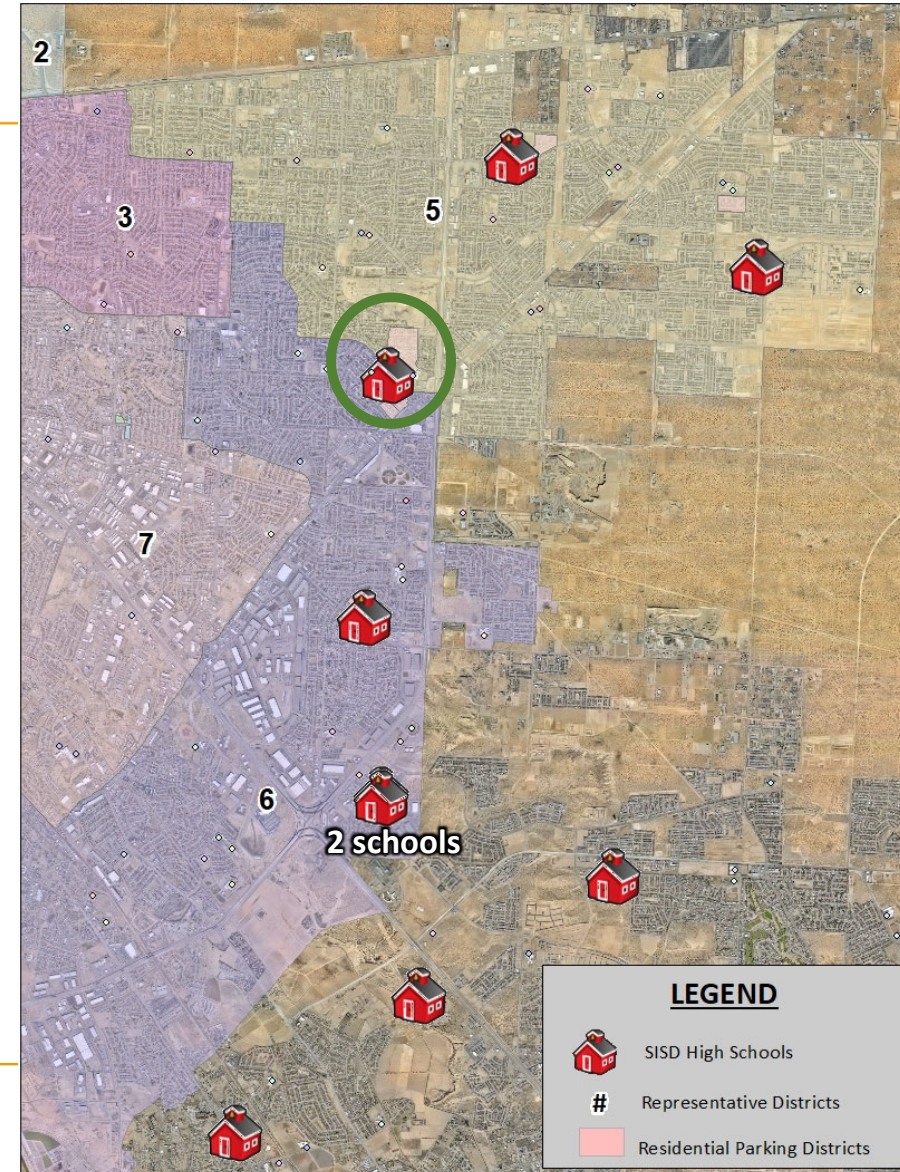 2
3
5
7
6
2 schools
LEGEND
SISD High Schools
# Representative Districts
Residential Parking Districts